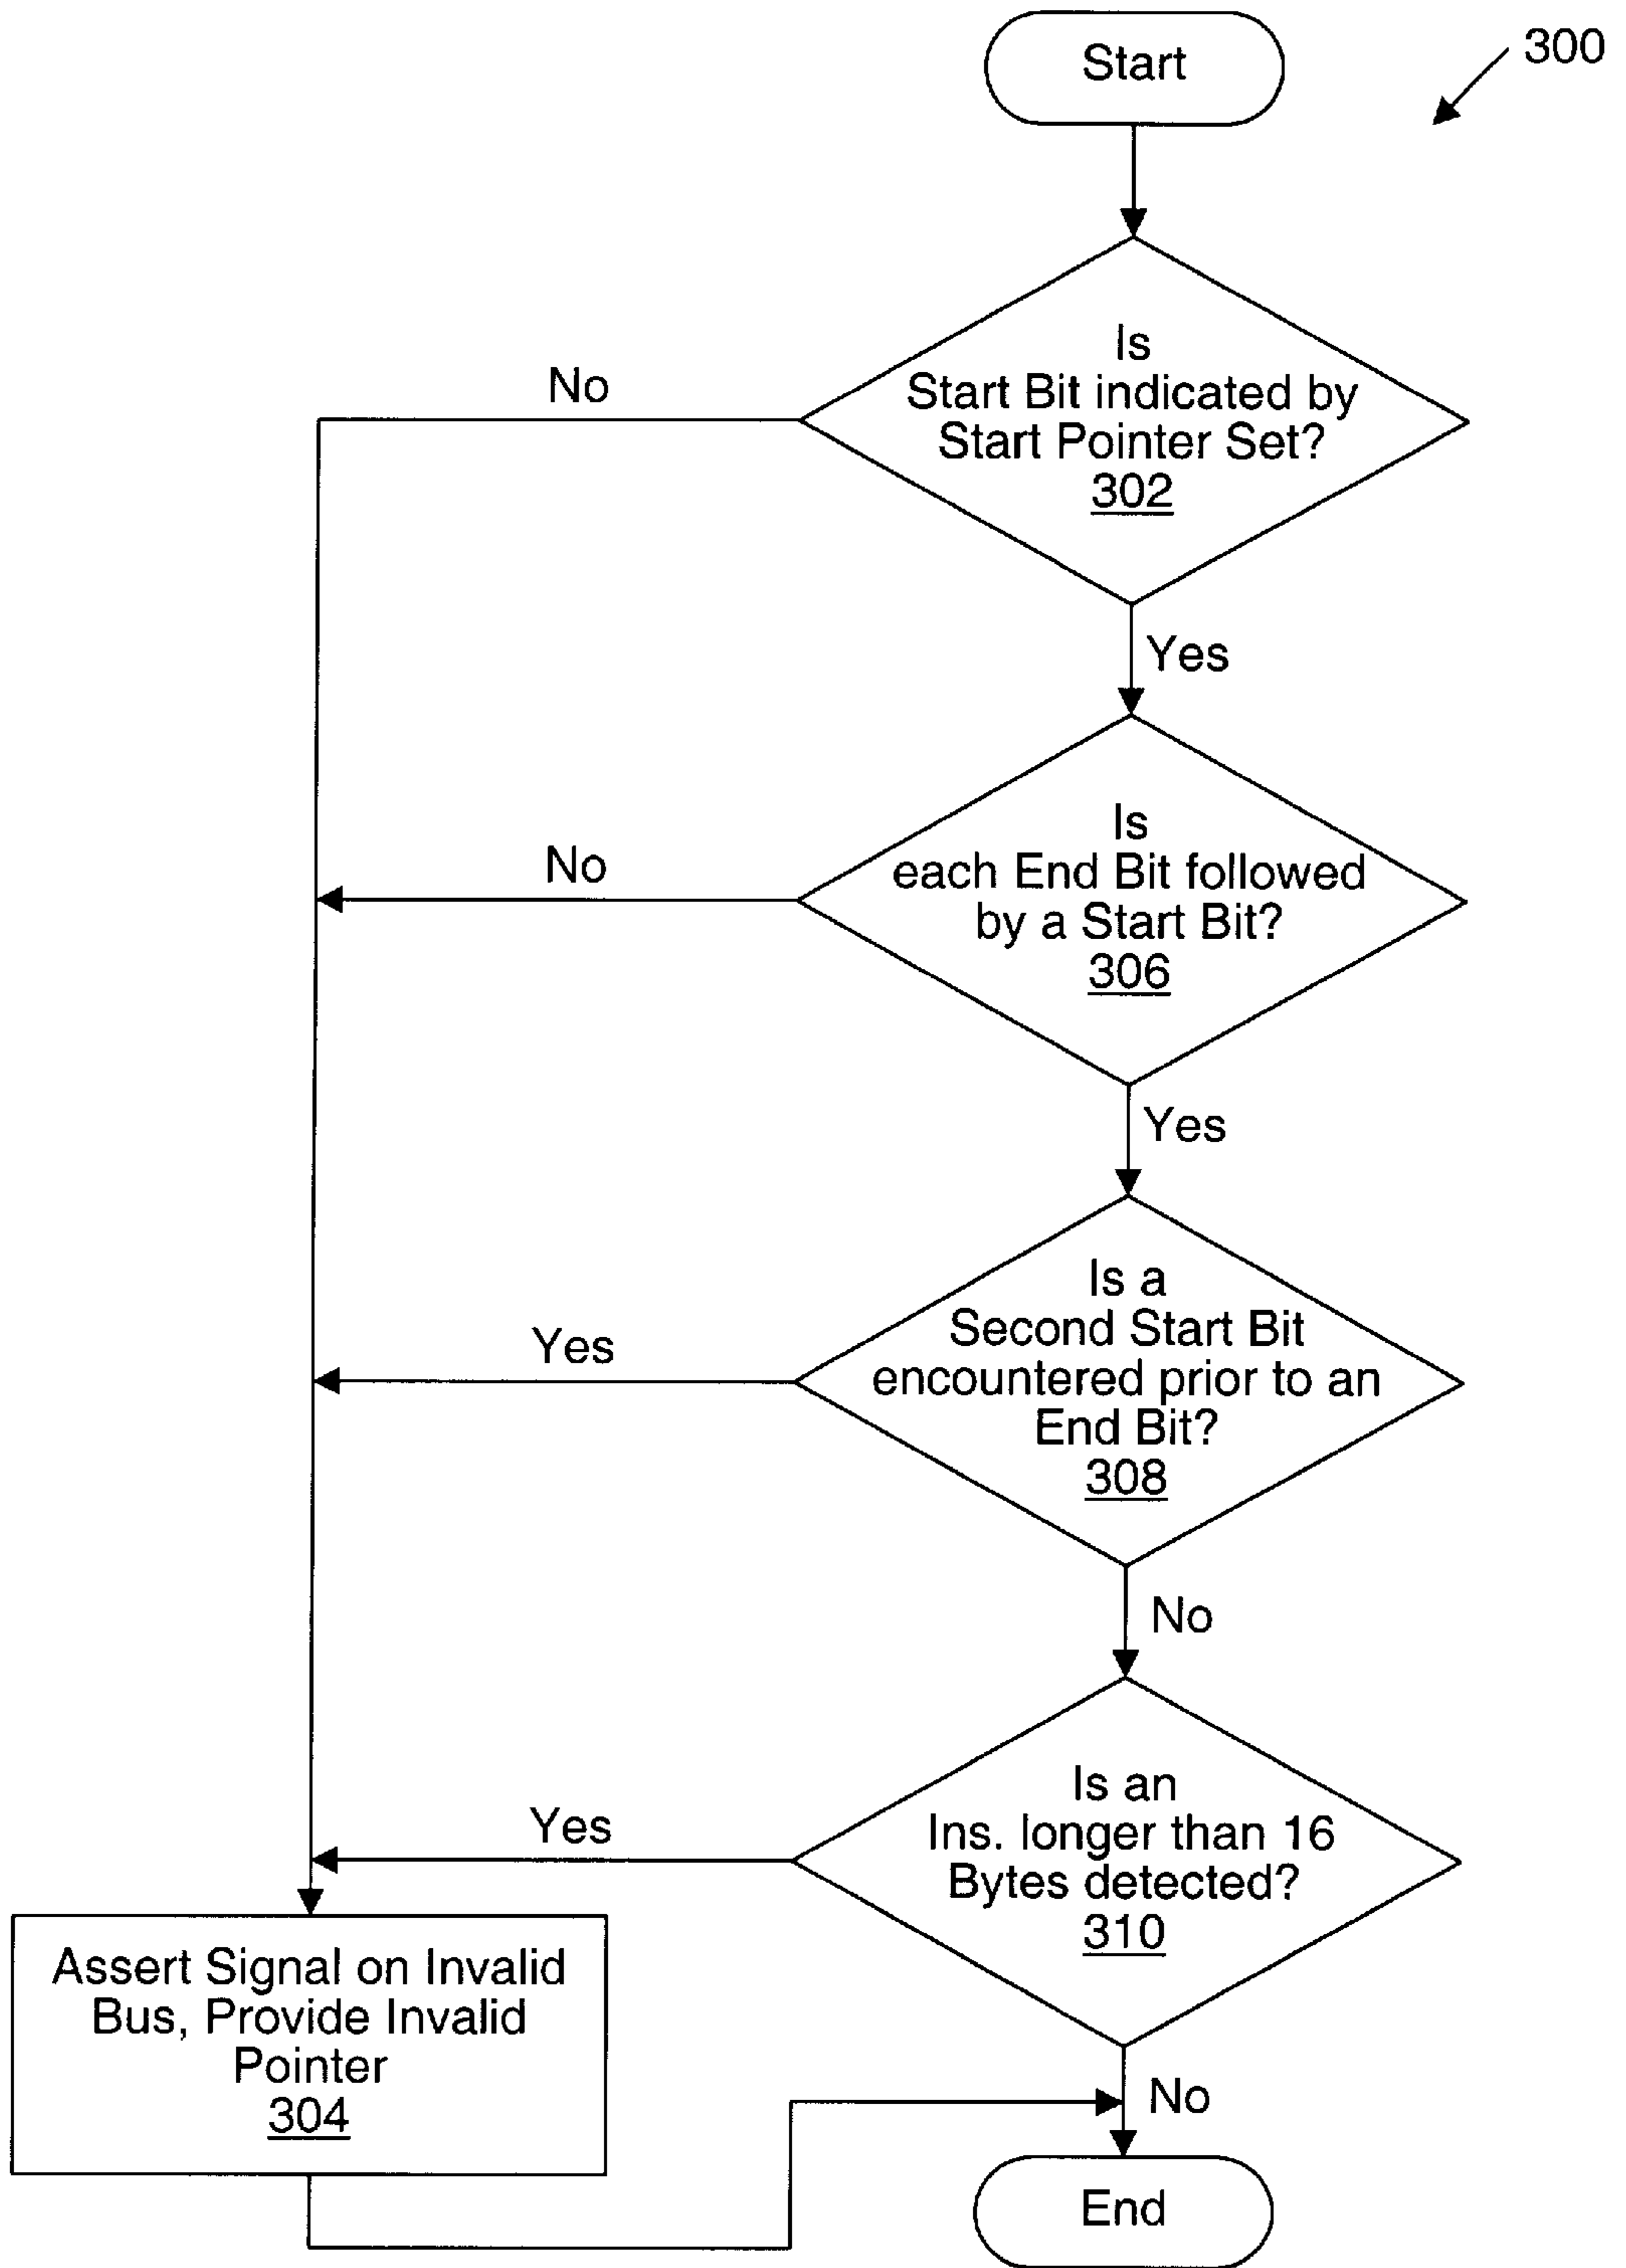 Start
300
Is
Start Bit indicated by
Start Pointer Set?
302
No
Yes
Is
each End Bit followed
by a Start Bit?
306
No
Yes
Is a
Second Start Bit
encountered prior to an
End Bit?
308
Yes
No
Is an
Ins. longer than 16
Bytes detected?
310
Yes
Assert Signal on Invalid
Bus, Provide Invalid
Pointer
304
No
End